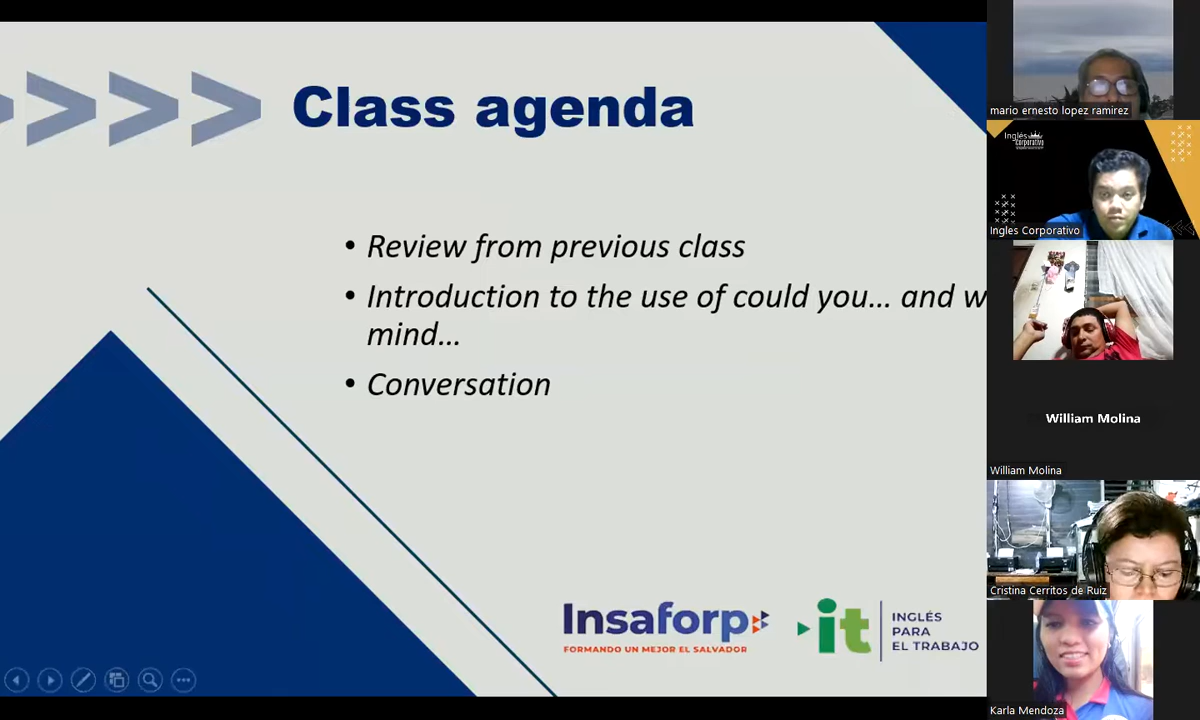 Class agenda
• Review from previous class
• Introduction to the use of could you... and w
mind...
• Conversation
Insaforp
FORMANDO UN MEJOR EL SALVADOR
it
INGLÉS
PARA
EL TRABAJO
mario ernesto lopez ramirez
Inglés
corporativo
Ingles Corporativo
William Molina
William Molina
Cristina Cerritos de Ruiz
Karla Mendoza